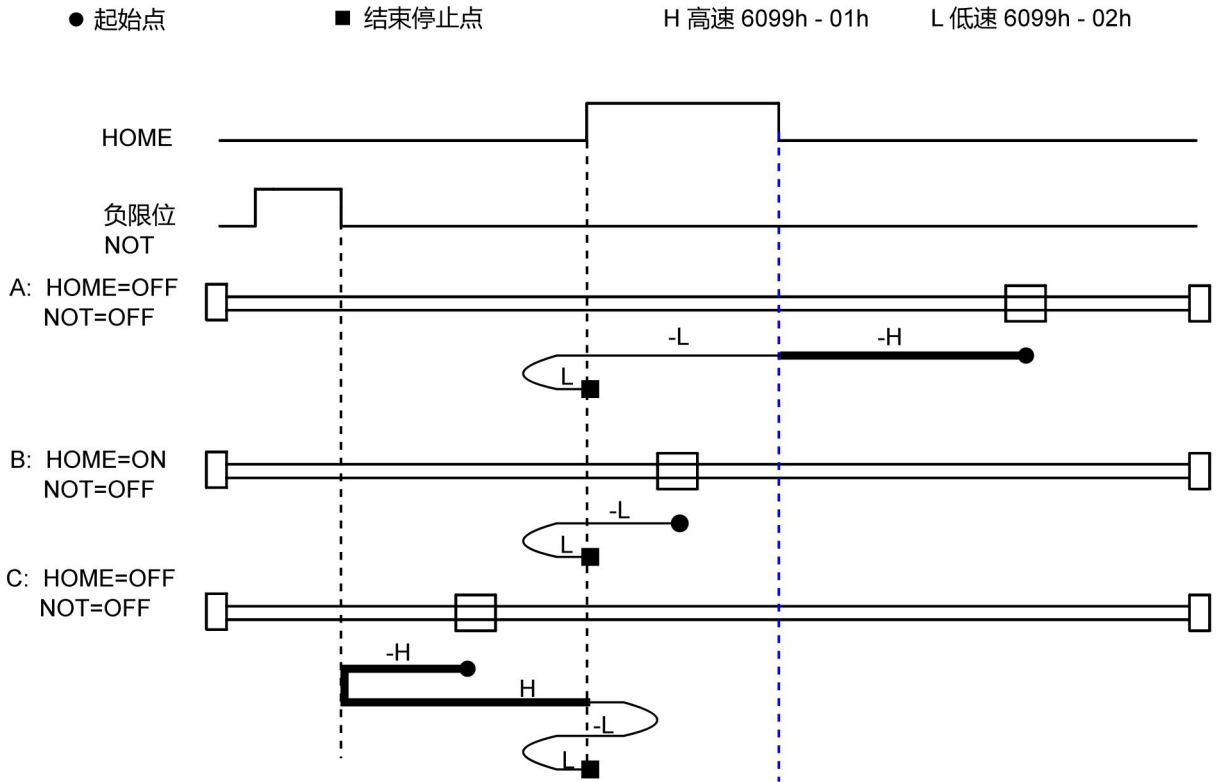 起始点
结束停止点
H 高速 6099h - 01h
L 低速 6099h - 02h
HOME
负限位
NOT
A: HOME=OFF
NOT=OFF
-L
-H
L
B: HOME=ON
NOT=OFF
-L
L
C: HOME=OFF
NOT=OFF
-H
H
-L
L